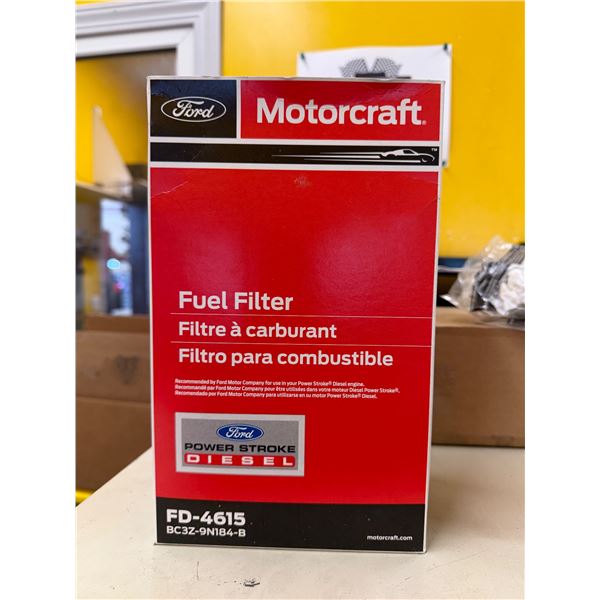 Ford
Motorcraft®
™
Fuel Filter
Filtre à carburant
Filtro para combustible
Recommended by Ford Motor Company for use in your Power Stroke® Diesel engine.
Recommandé par Ford Motor Company pour être utilisées dans votre moteur Diesel Power Stroke®.
Recomendado por Ford Motor Company para utilizarsa en su motor Power Stroke® Diesel.
Ford
POWER STROKE
DIESEL
FD-4615
BC3Z-9N184-B
motorcraft.com